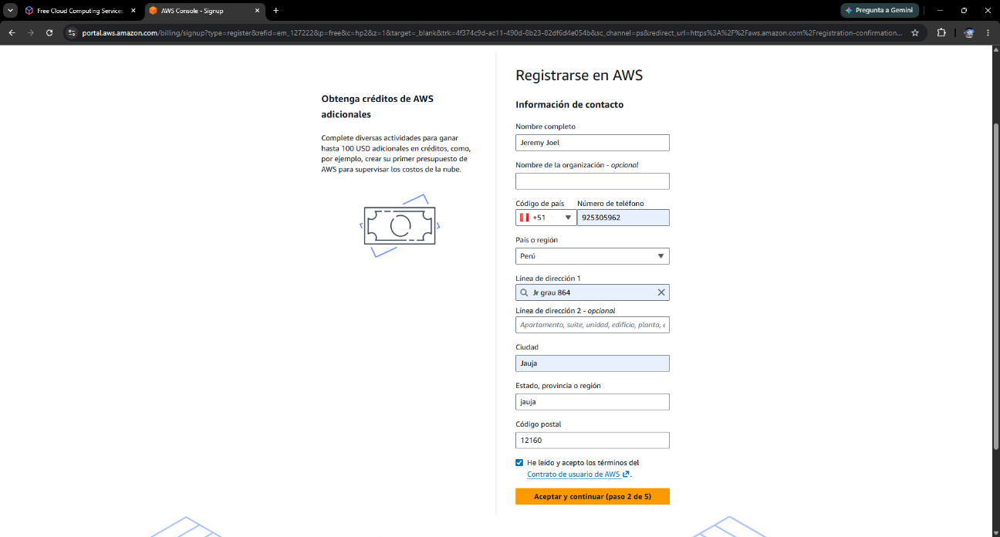 Free Cloud Computing Services
AWS Console - Signup
Pregunta a Gemini
portal.aws.amazon.com/billing/signup?type=register&refid=em_127222&p=free&c=hp2&z=1&target=_blank&trk=4f374c9d-ac11-490d-8b23-82df6d4e054b&sc_channel=ps&redirect_url=https%3A%2F%2Faws.amazon.com%2Fregistration-confirmation...
Obtenga créditos de AWS
adicionales
Complete diversas actividades para ganar
hasta 100 USD adicionales en créditos, como,
por ejemplo, crear su primer presupuesto de
AWS para supervisar los costos de la nube.
Registrarse en AWS
Información de contacto
Nombre completo
Jeremy Joel
Nombre de la organización - opcional
Código de país Número de teléfono
+51 925305962
País o región
Perú
Línea de dirección 1
Jr grau 864
Línea de dirección 2 - opcional
Apartamento, suite, unidad, edificio, planta, e
Ciudad
Jauja
Estado, provincia o región
jauja
Código postal
12160
He leído y acepto los términos del
Contrato de usuario de AWS.
Aceptar y continuar (paso 2 de 5)